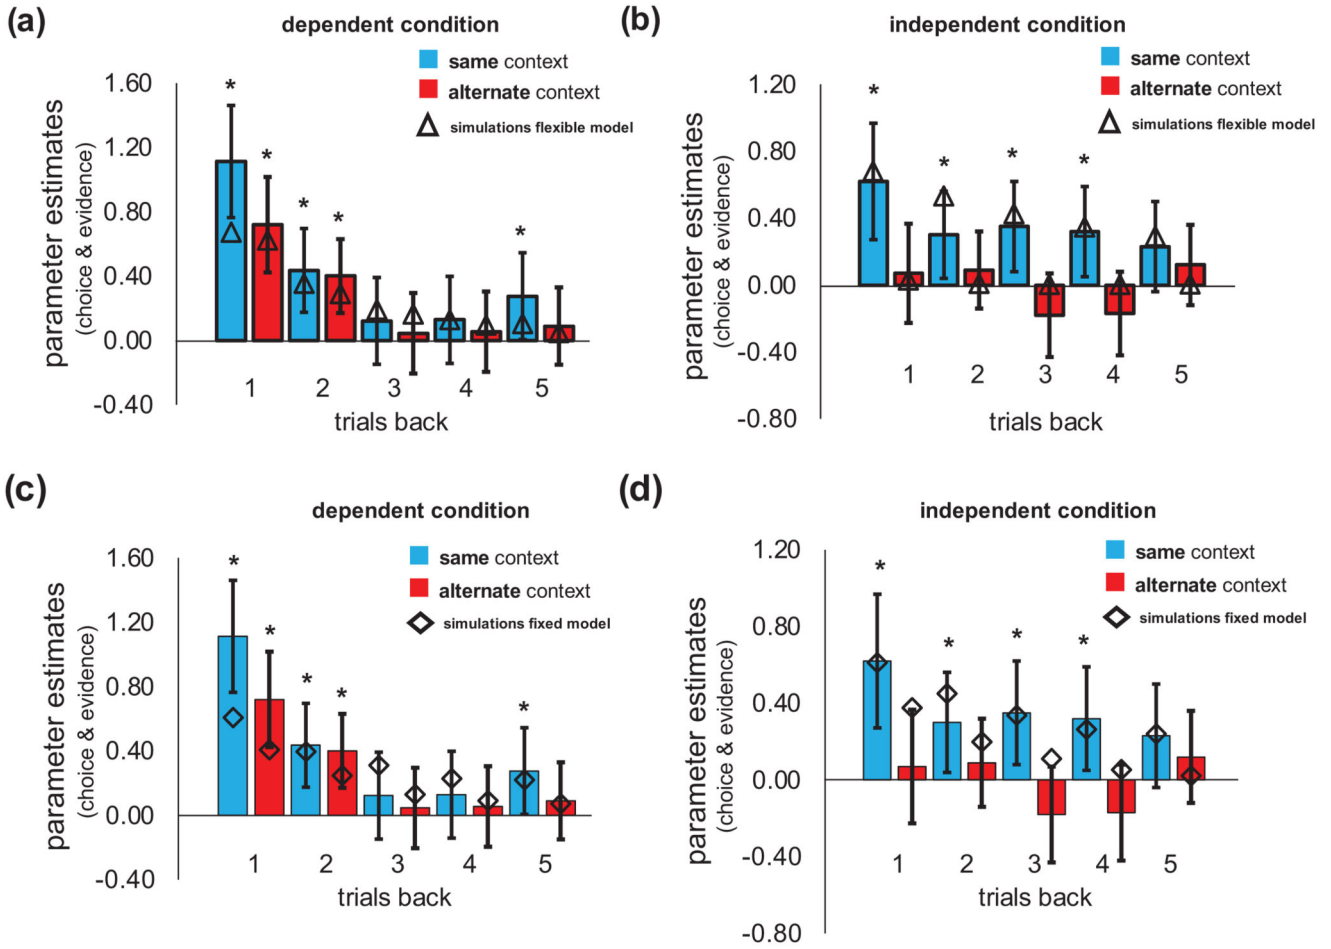 (a)
dependent condition
same context
alternate context
simulations flexible model
parameter estimates
(choice & evidence)
1.60
1.20
0.80
0.40
0.00
-0.40
* * * * *
1 2 3 4 5
trials back
(b)
independent condition
same context
alternate context
simulations flexible model
parameter estimates
(choice & evidence)
1.20
0.80
0.40
0.00
-0.40
-0.80
* * * *
1 2 3 4 5
trials back
(c)
dependent condition
same context
alternate context
simulations fixed model
parameter estimates
(choice & evidence)
1.60
1.20
0.80
0.40
0.00
-0.40
* * * * *
1 2 3 4 5
trials back
(d)
independent condition
same context
alternate context
simulations fixed model
parameter estimates
(choice & evidence)
1.20
0.80
0.40
0.00
-0.40
-0.80
* * * *
1 2 3 4 5
trials back